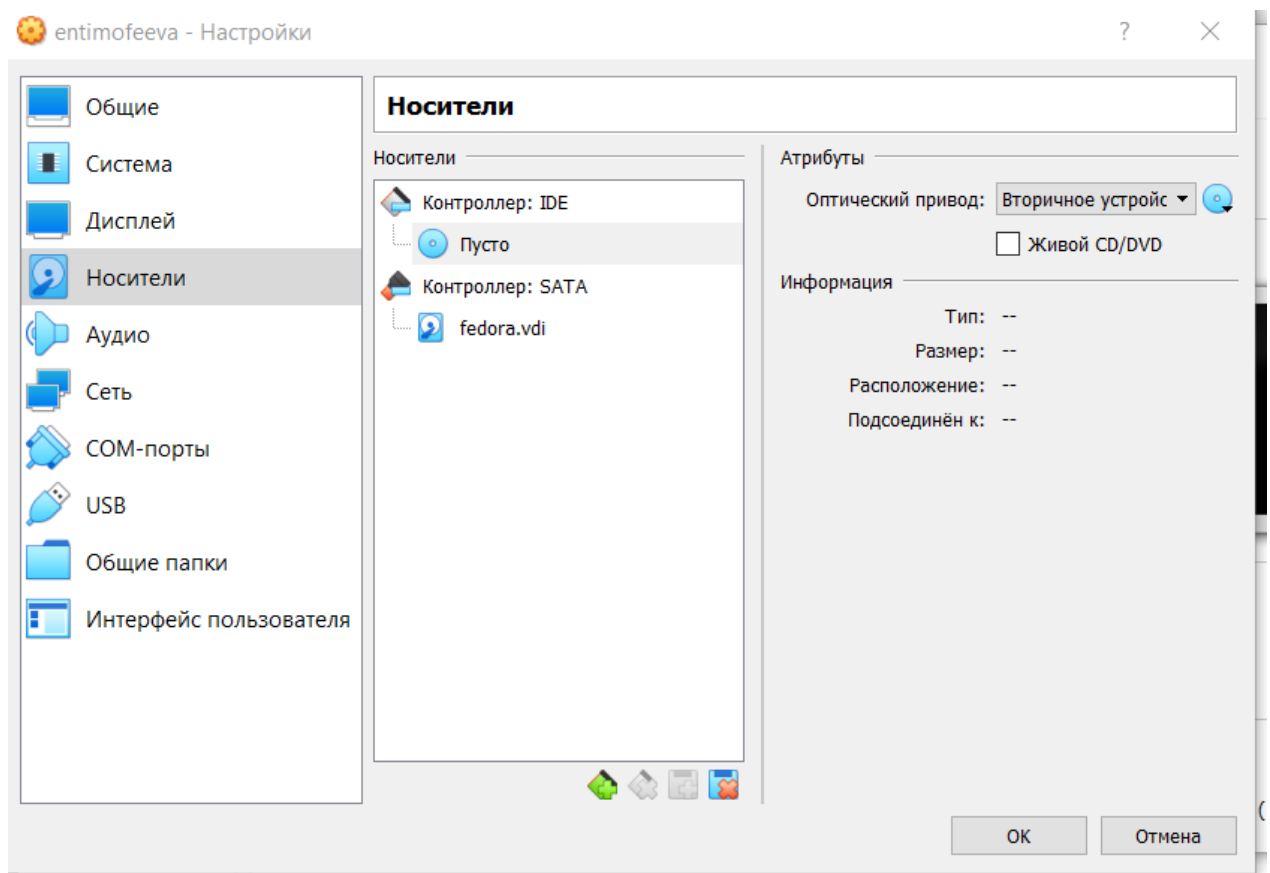 entimofeeva - Настройки
?
Общие
Система
Дисплей
Носители
Аудио
Сеть
COM-порты
USB
Общие папки
Интерфейс пользователя
Носители
Носители
Контроллер: IDE
Пусто
Контроллер: SATA
fedora.vdi
Атрибуты
Оптический привод: Вторичное устройс
Живой CD/DVD
Информация
Тип: --
Размер: --
Расположение: --
Подсоединён к: --
OK
Отмена
(